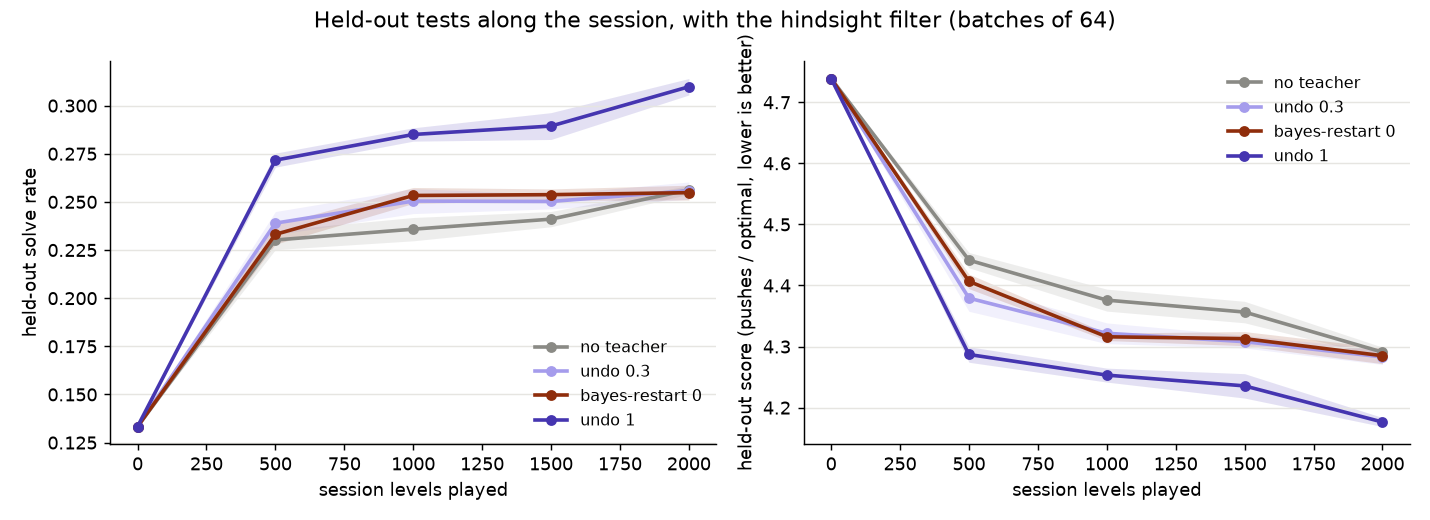 Held-out tests along the session, with the hindsight filter (batches of 64)
held-out solve rate
0.300
0.275
0.250
0.225
0.200
0.175
0.150
0.125
no teacher
undo 0.3
bayes-restart 0
undo 1
0 250 500 750 1000 1250 1500 1750 2000
session levels played
held-out score (pushes / optimal, lower is better)
4.7
4.6
4.5
4.4
4.3
4.2
no teacher
undo 0.3
bayes-restart 0
undo 1
0 250 500 750 1000 1250 1500 1750 2000
session levels played